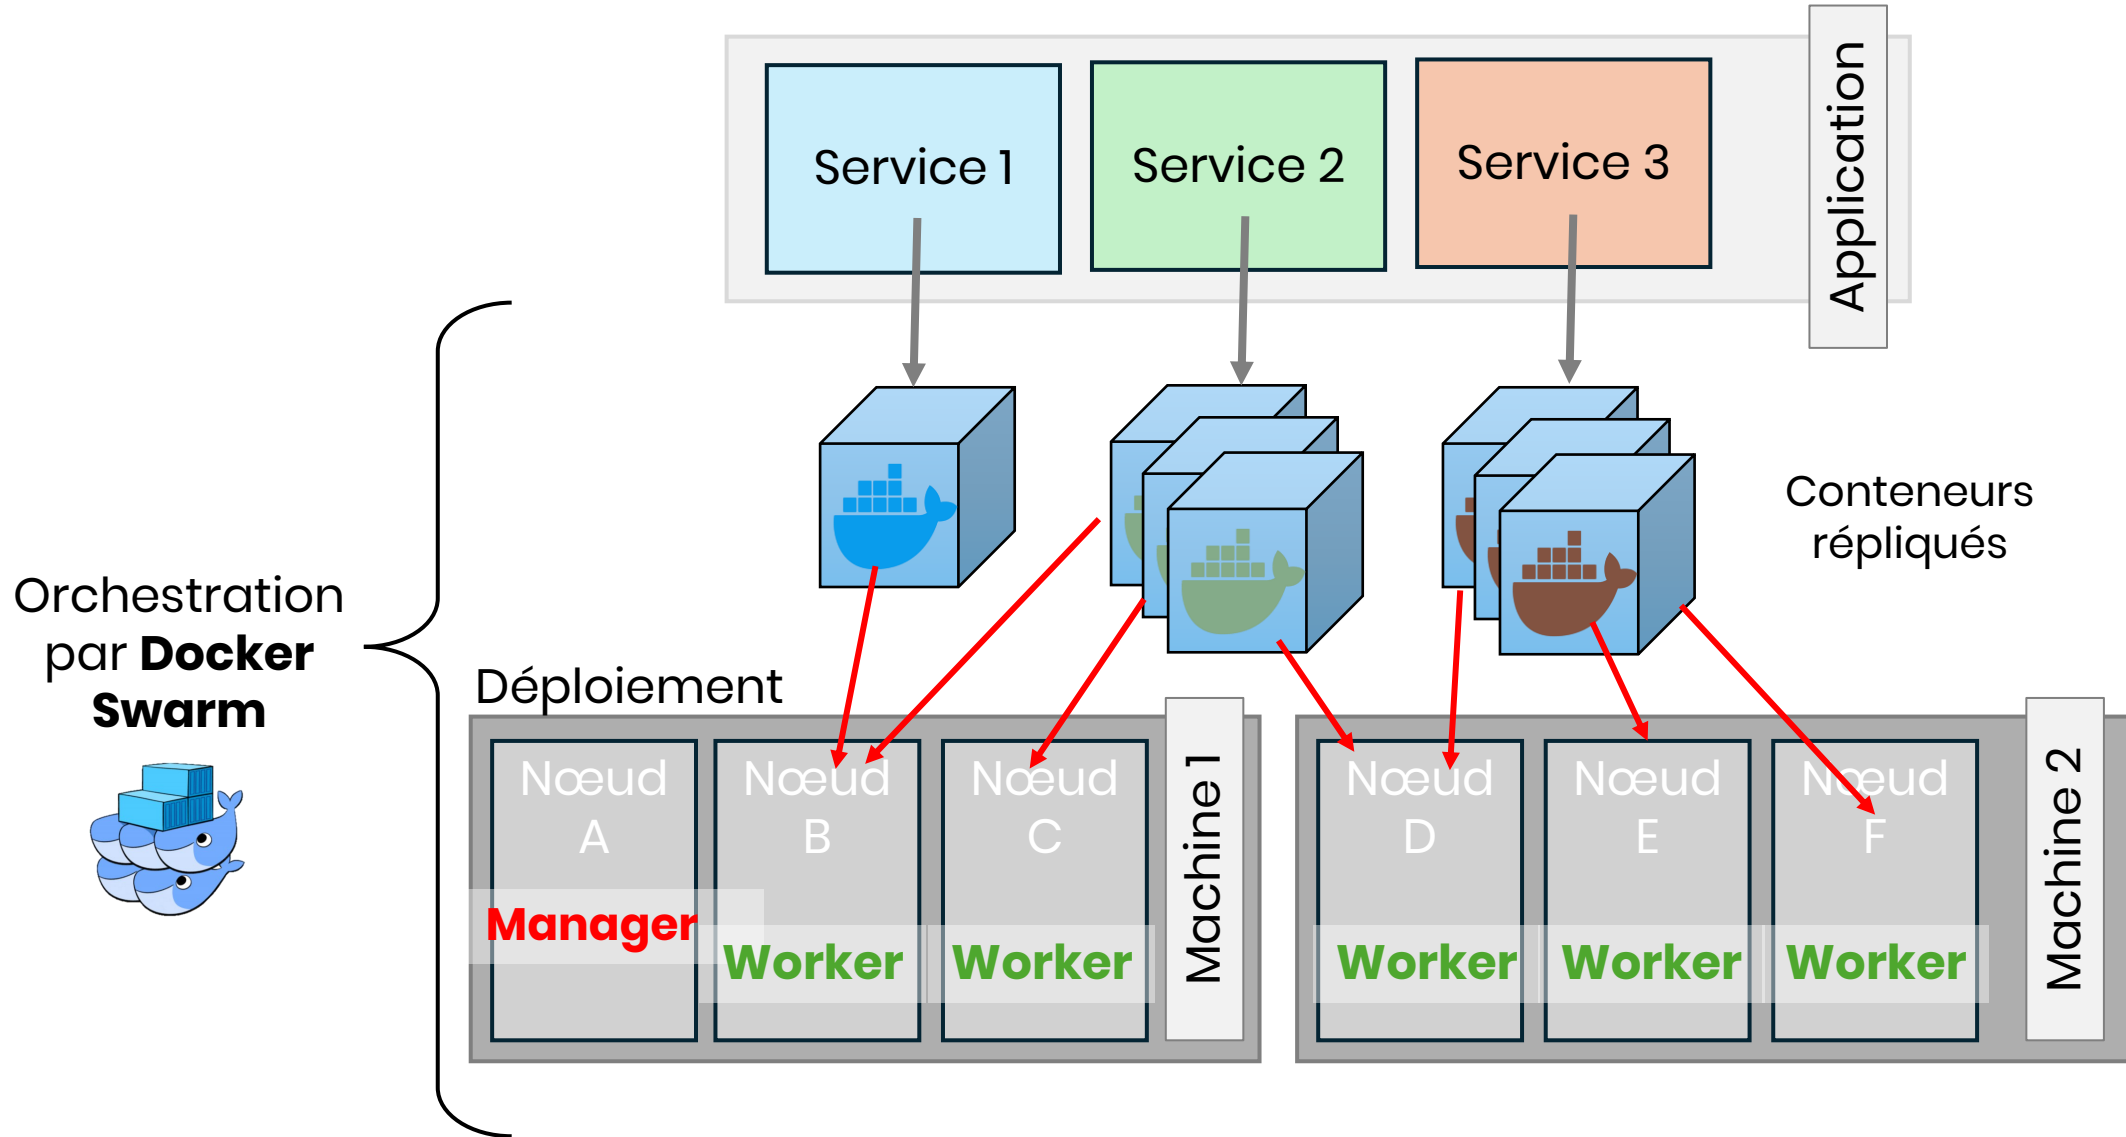 Service 1
Service 2
Service 3
Application
Conteneurs
répliqués
Orchestration
par Docker
Swarm
Déploiement
Nœud
A
Manager
Nœud
B
Worker
Nœud
C
Worker
Machine 1
Nœud
D
Worker
Nœud
E
Worker
Nœud
F
Worker
Machine 2